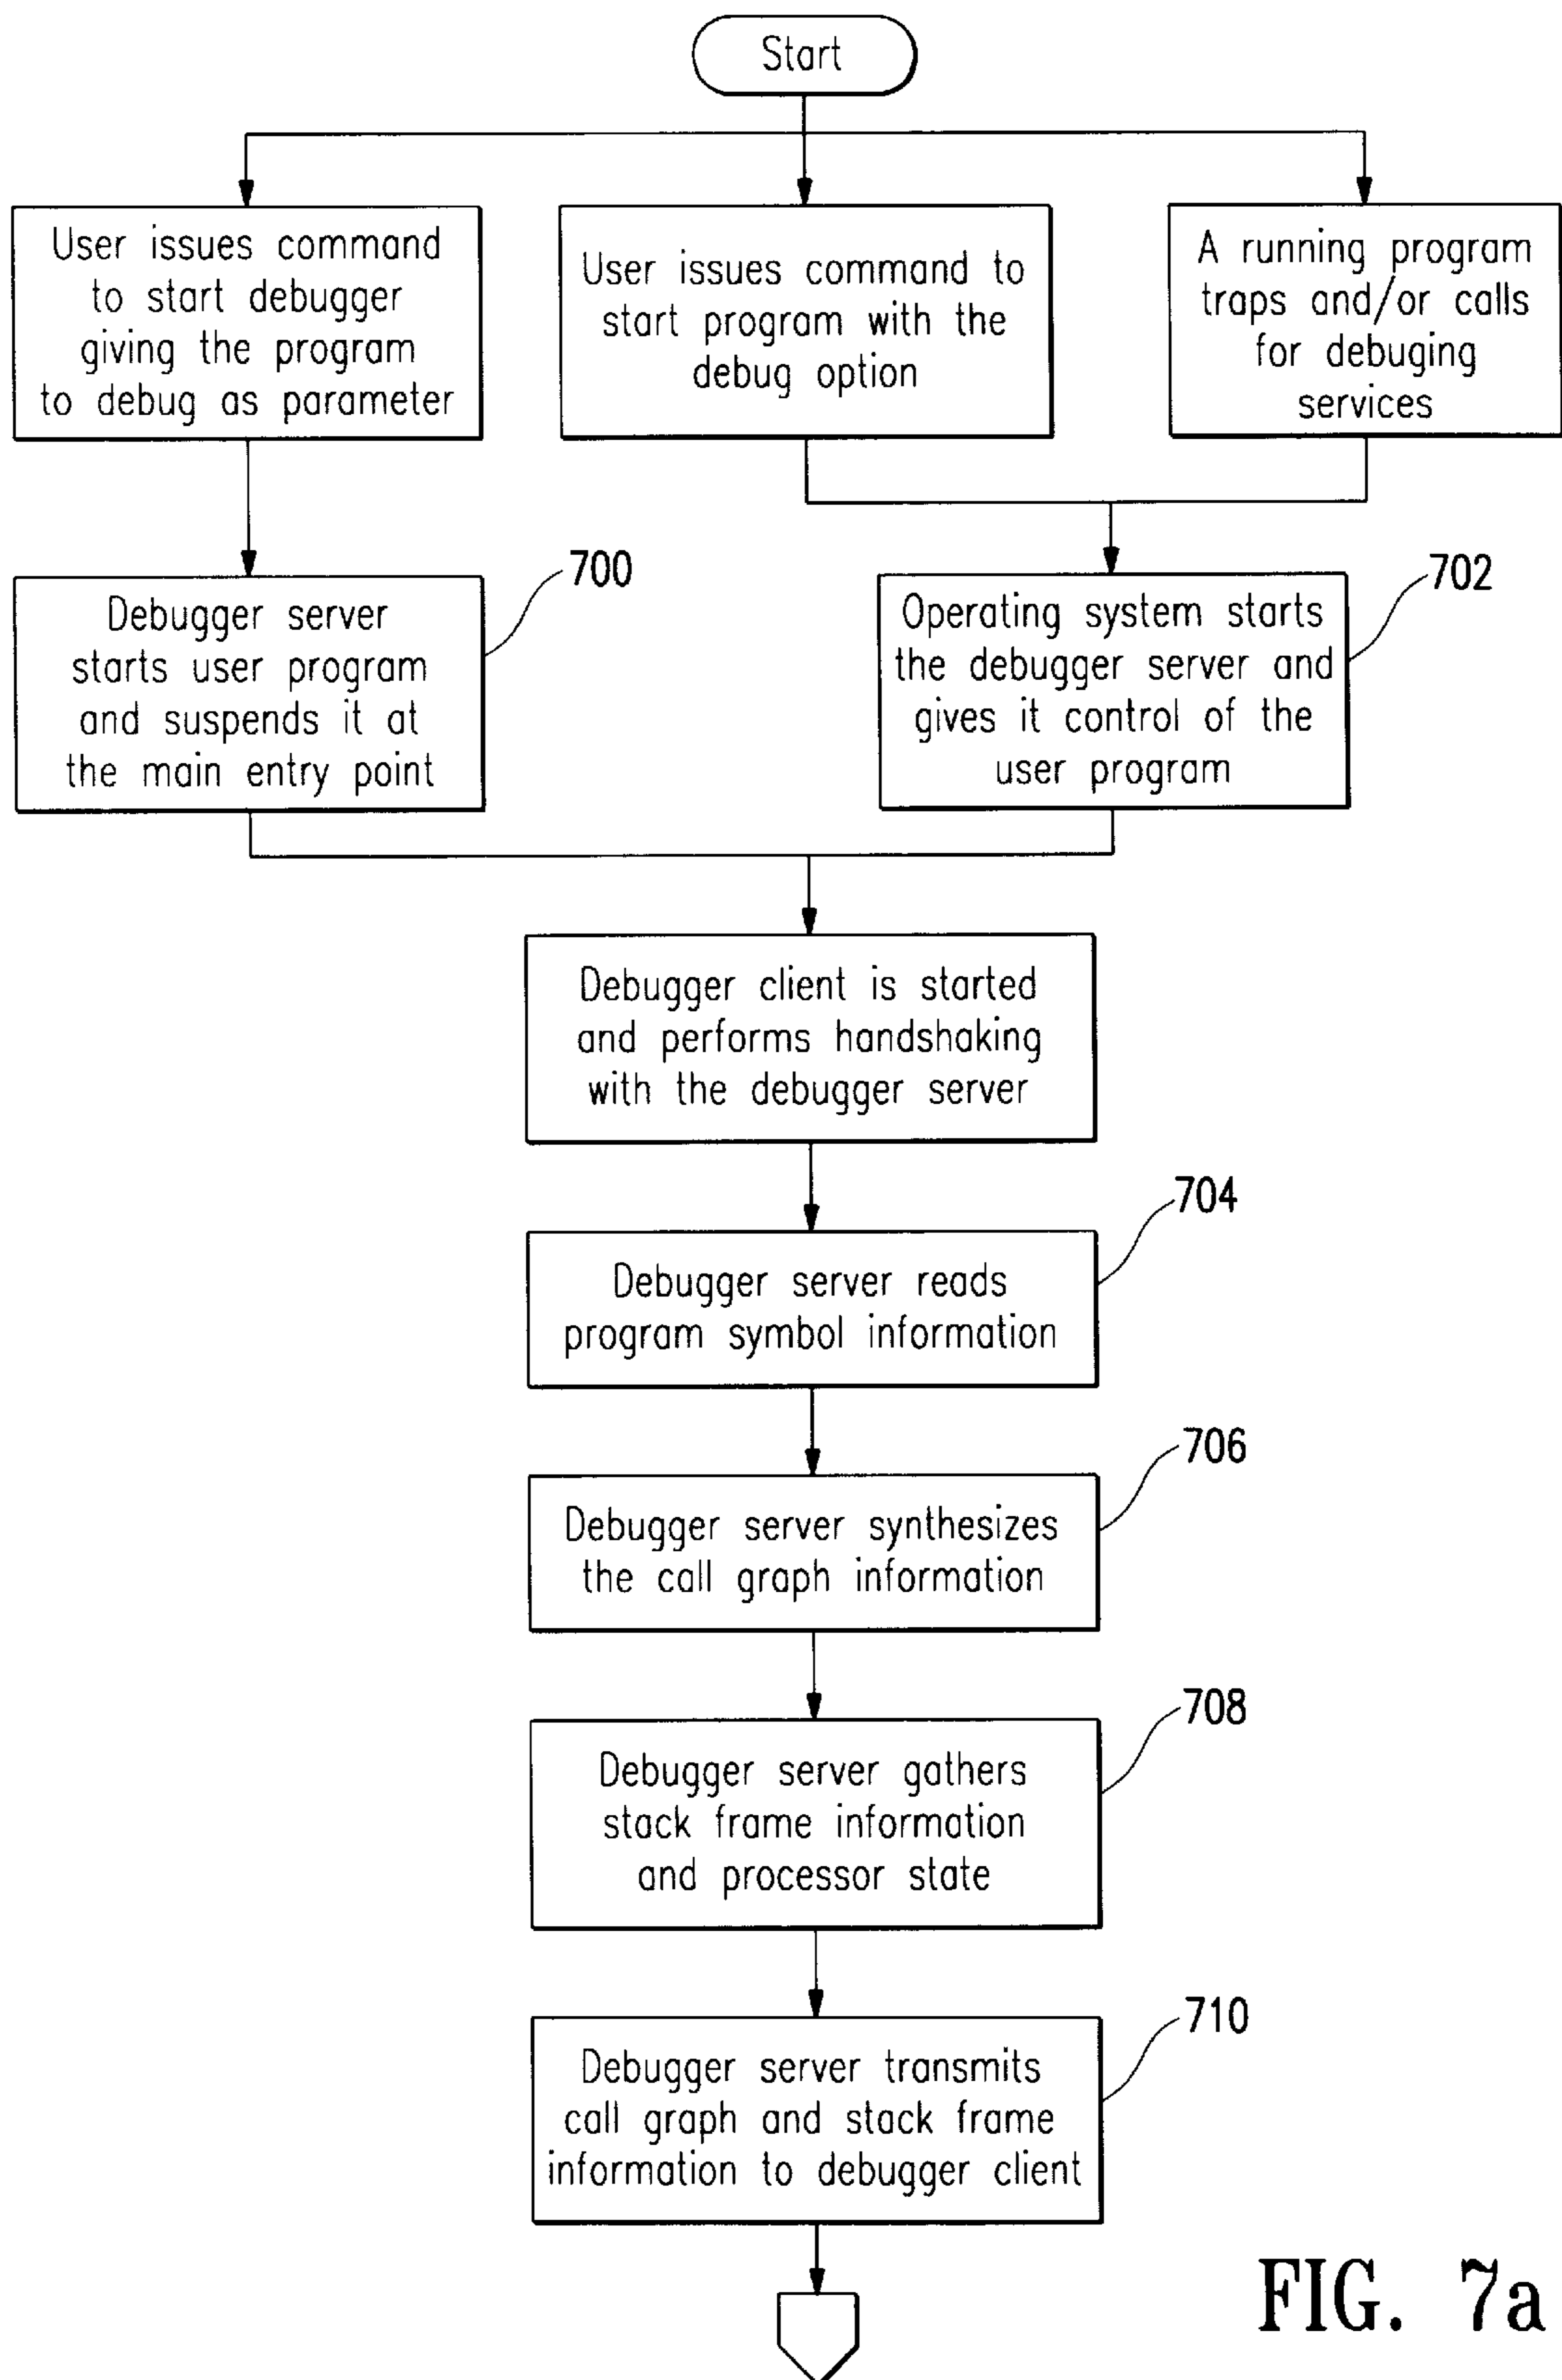 Start
User issues command
to start debugger
giving the program
to debug as parameter
User issues command to
start program with the
debug option
A running program
traps and/or calls
for debuging
services
700
Debugger server
starts user program
and suspends it at
the main entry point
702
Operating system starts
the debugger server and
gives it control of the
user program
Debugger client is started
and performs handshaking
with the debugger server
704
Debugger server reads
program symbol information
706
Debugger server synthesizes
the call graph information
708
Debugger server gathers
stack frame information
and processor state
710
Debugger server transmits
call graph and stack frame
information to debugger client
FIG. 7a